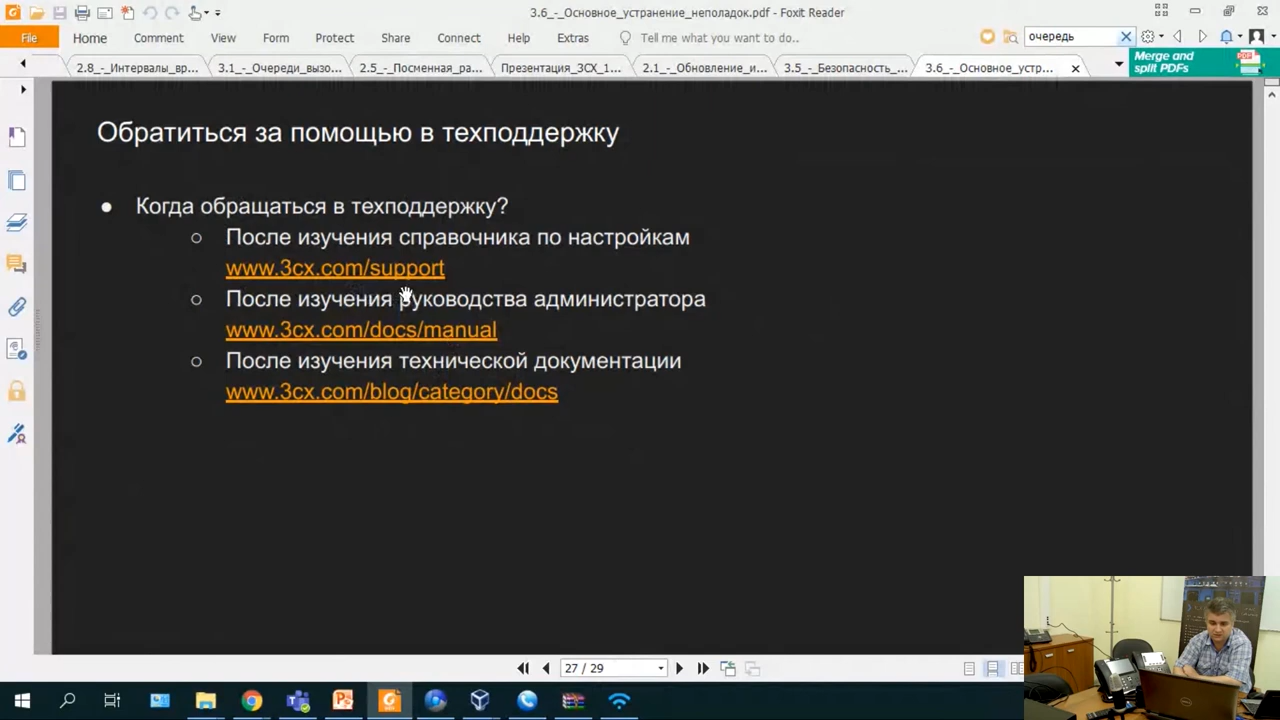 3.6_-_Основное_устранение_неполадок.pdf - Foxit Reader
File Home Comment View Form Protect Share Connect Help Extras Tell me what you want to do... очередь
2.8_-_Интервалы_вр... 3.1_-_Очереди_вызо... 2.5_-_Посменная_ра... Презентация_3CX_1... 2.1_-_Обновление_и... 3.5_-_Безопасность_... 3.6_-_Основное_устр...
Merge and
split PDFs
Обратиться за помощью в техподдержку
● Когда обращаться в техподдержку?
○ После изучения справочника по настройкам
www.3cx.com/support
○ После изучения руководства администратора
www.3cx.com/docs/manual
○ После изучения технической документации
www.3cx.com/blog/category/docs
27 / 29